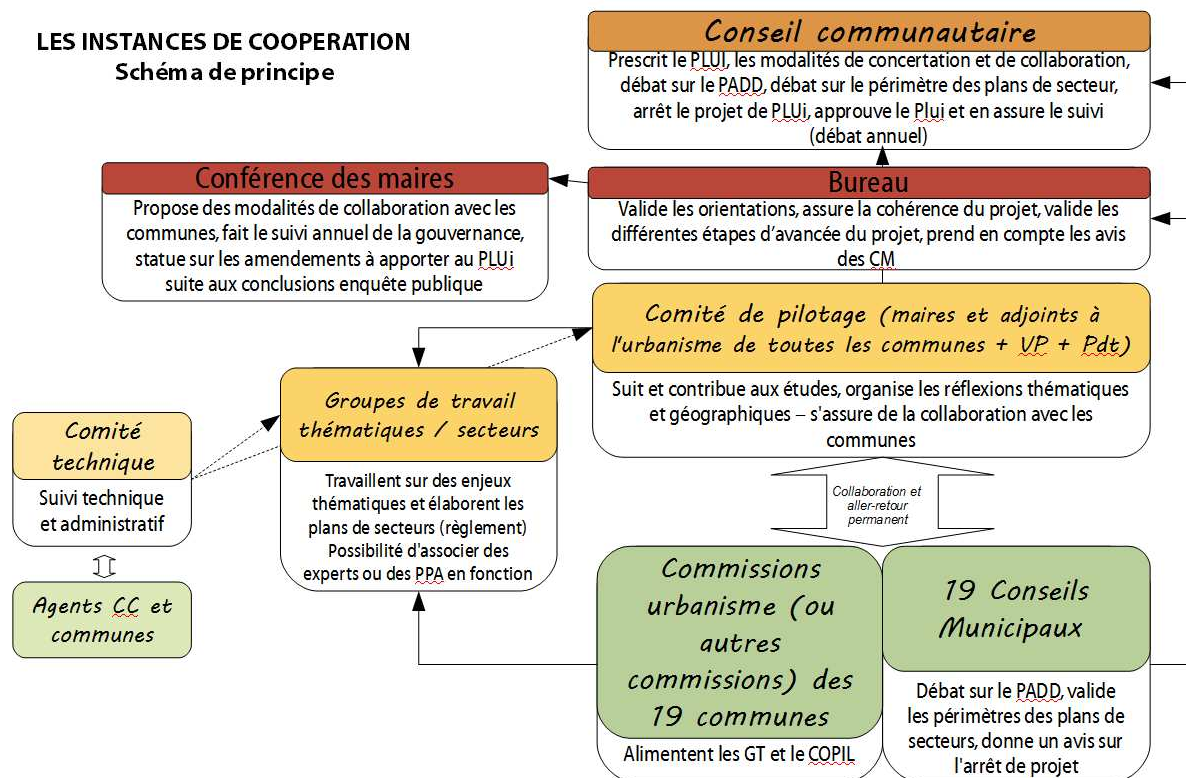 LES INSTANCES DE COOPERATION
Schéma de principe
Conseil communautaire
Prescrit le PLUI, les modalités de concertation et de collaboration,
débat sur le PADD, débat sur le périmètre des plans de secteur,
arrêt le projet de PLUi, approuve le Plui et en assure le suivi
(débat annuel)
Conférence des maires
Propose des modalités de collaboration avec les
communes, fait le suivi annuel de la gouvernance,
statue sur les amendements à apporter au PLUi
suite aux conclusions enquête publique
Bureau
Valide les orientations, assure la cohérence du projet, valide les
différentes étapes d’avancée du projet, prend en compte les avis
des CM
Comité de pilotage (maires et adjoints à
l'urbanisme de toutes les communes + VP + Pdt)
Suit et contribue aux études, organise les réflexions thématiques
et géographiques – s'assure de la collaboration avec les
communes
Groupes de travail
thématiques / secteurs
Travaillent sur des enjeux
thématiques et élaborent les
plans de secteurs (règlement)
Possibilité d'associer des
experts ou des PPA en fonction
Comité
technique
Suivi technique
et administratif
Agents CC et
communes
Collaboration et
aller-retour
permanent
Commissions
urbanisme (ou
autres
commissions) des
19 communes
Alimentent les GT et le COPIL
19 Conseils
Municipaux
Débat sur le PADD, valide
les périmètres des plans de
secteurs, donne un avis sur
l'arrêt de projet